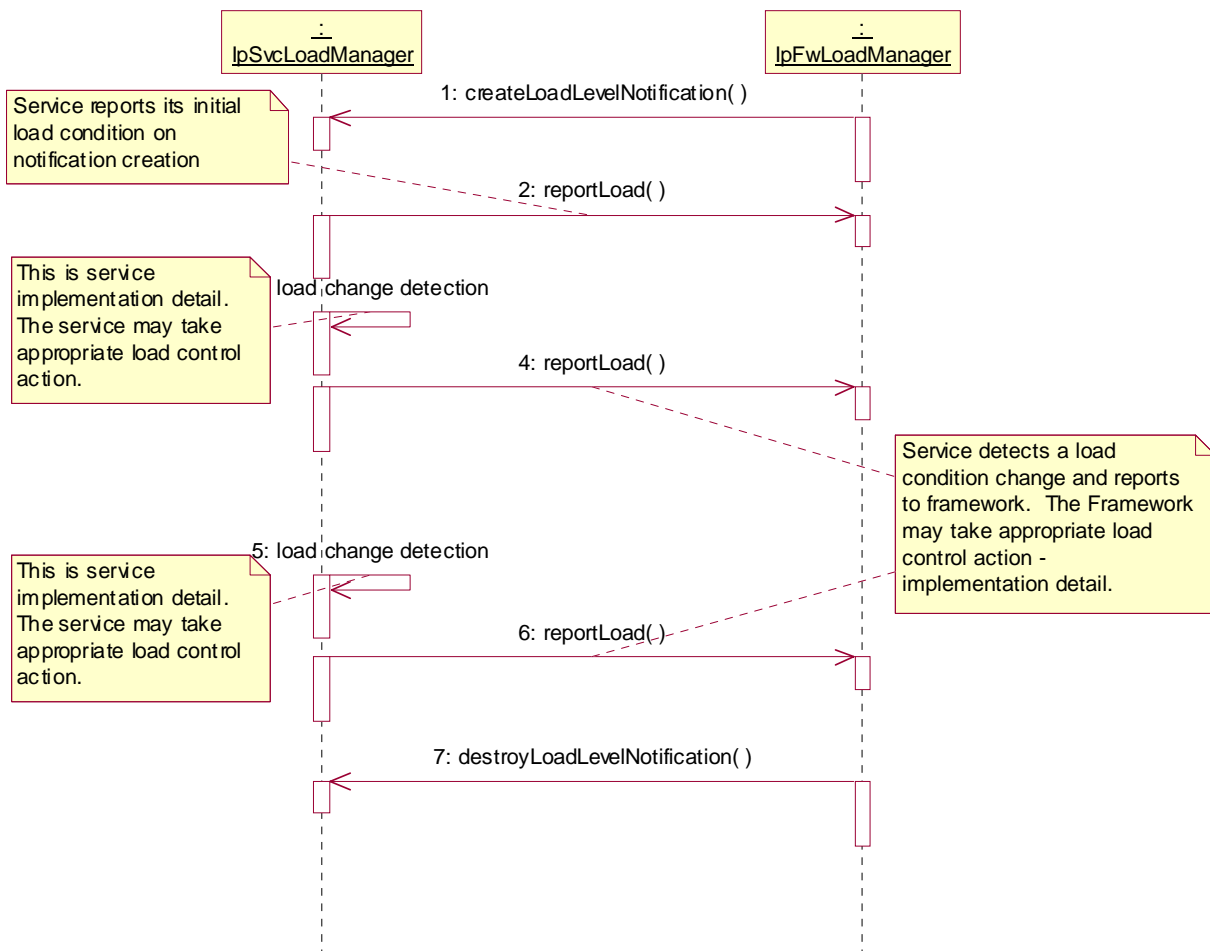 :
IpSvcLoadManager
:
IpFwLoadManager
1: createLoadLevelNotification( )
Service reports its initial
load condition on
notification creation
2: reportLoad( )
This is service
implementation detail.
The service may take
appropriate load control
action.
load change detection
4: reportLoad( )
Service detects a load
condition change and reports
to framework.  The Framework
may take appropriate load
control action -
implementation detail.
5: load change detection
This is service
implementation detail.
The service may take
appropriate load control
action.
6: reportLoad( )
7: destroyLoadLevelNotification( )